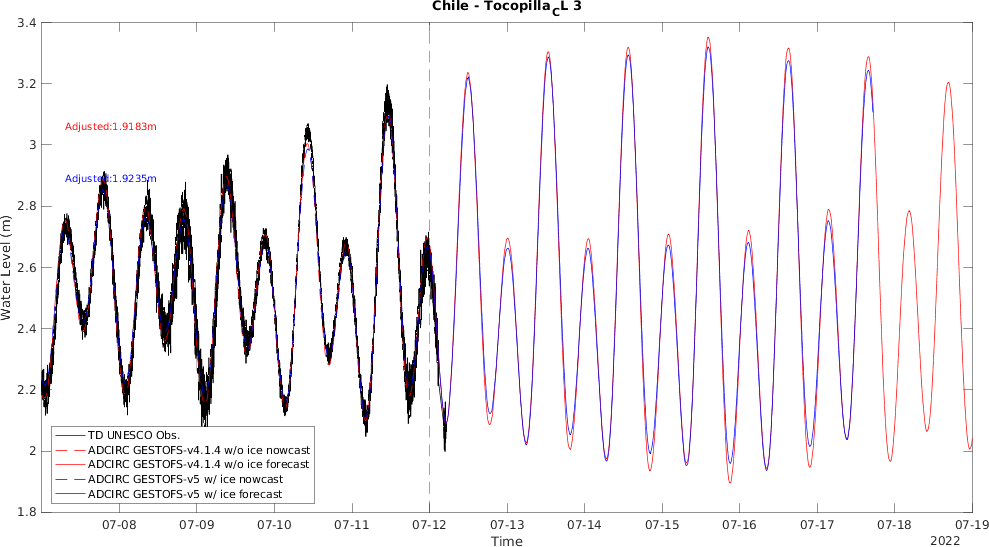 Chile - Tocopilla_CL 3
3.4
3.2
3
2.8
2.6
2.4
2.2
2
1.8
Water Level (m)
Adjusted:1.9183m
Adjusted:1.9235m
TD UNESCO Obs.
ADCIRC GESTOFS-v4.1.4 w/o ice nowcast
ADCIRC GESTOFS-v4.1.4 w/o ice forecast
ADCIRC GESTOFS-v5 w/ ice nowcast
ADCIRC GESTOFS-v5 w/ ice forecast
07-08 07-09 07-10 07-11 07-12 07-13 07-14 07-15 07-16 07-17 07-18 07-19
Time
2022